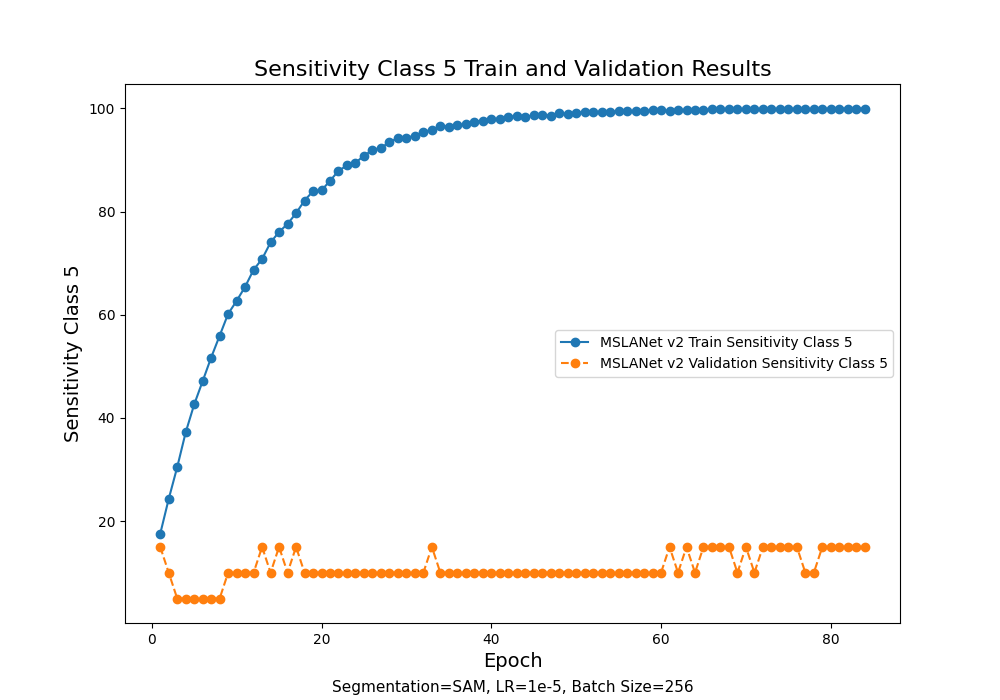 Sensitivity Class 5 Train and Validation Results
Sensitivity Class 5
100
80
60
40
20
MSLANet v2 Train Sensitivity Class 5
MSLANet v2 Validation Sensitivity Class 5
0 20 40 60 80
Epoch
Segmentation=SAM, LR=1e-5, Batch Size=256